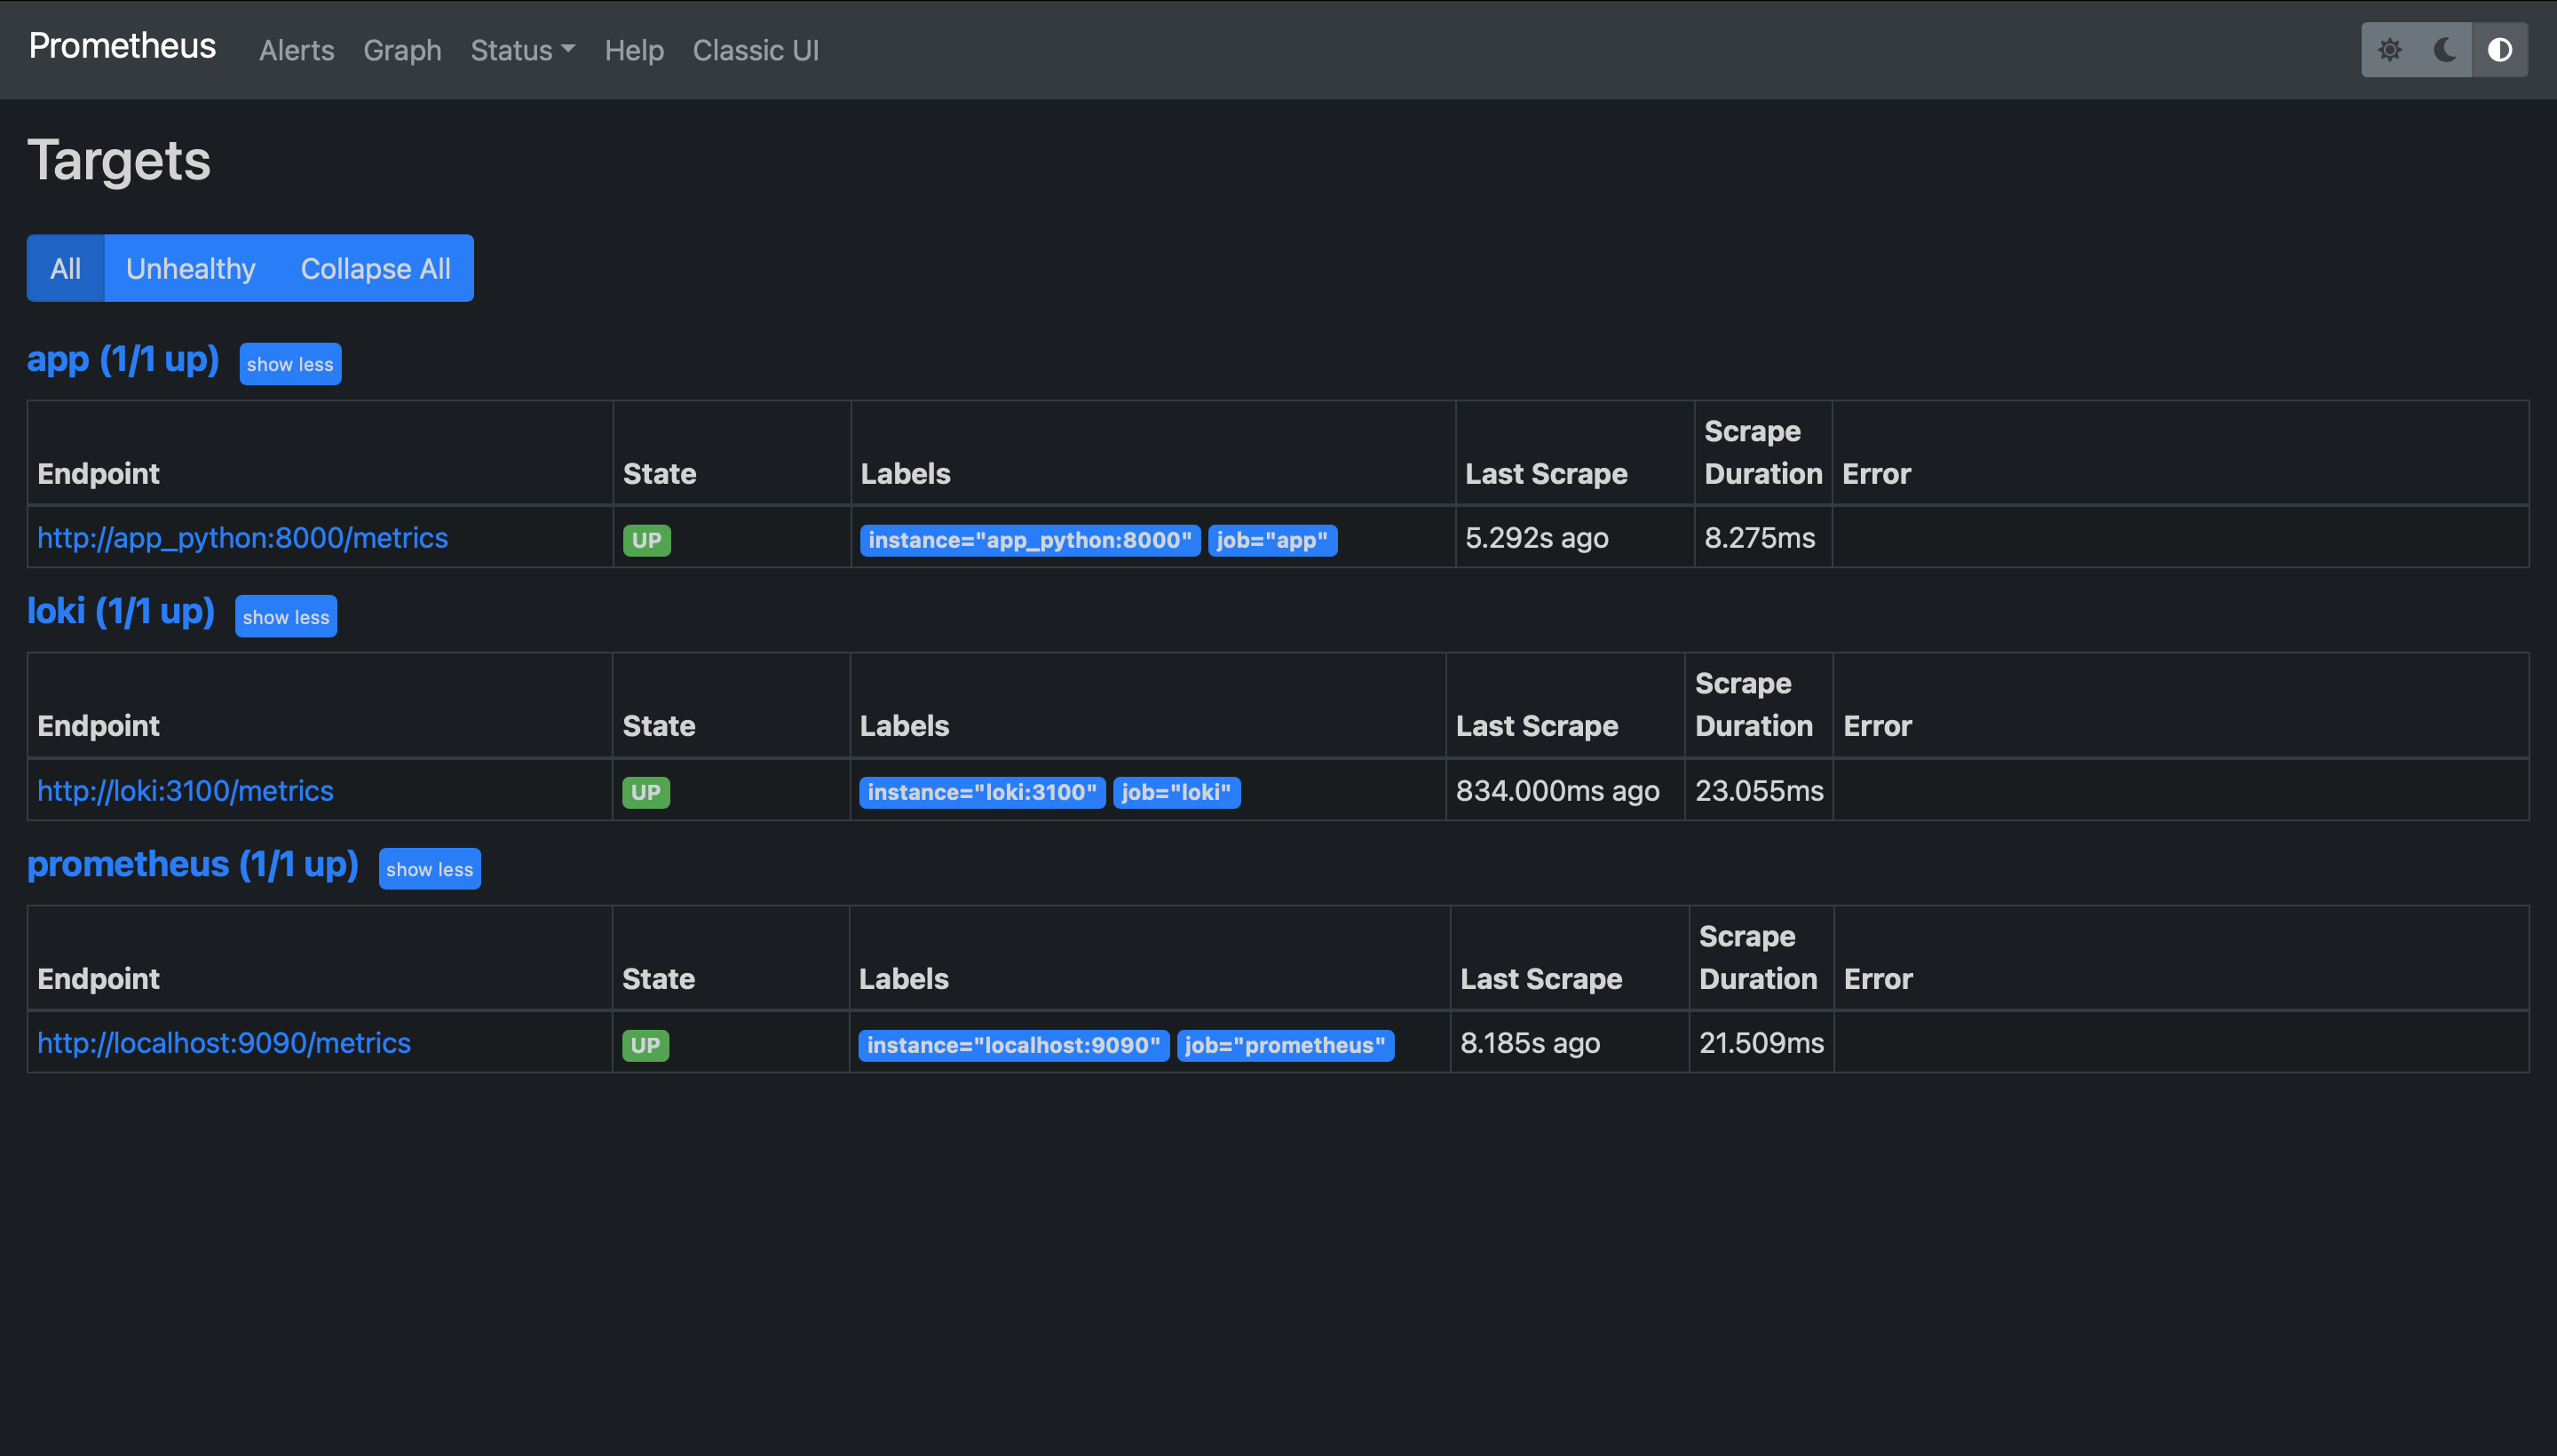 Prometheus Alerts Graph Status Help Classic UI
Targets
All Unhealthy Collapse All
app (1/1 up) show less
Endpoint State Labels Last Scrape Scrape Duration Error
http://app_python:8000/metrics UP instance="app_python:8000" job="app" 5.292s ago 8.275ms
loki (1/1 up) show less
Endpoint State Labels Last Scrape Scrape Duration Error
http://loki:3100/metrics UP instance="loki:3100" job="loki" 834.000ms ago 23.055ms
prometheus (1/1 up) show less
Endpoint State Labels Last Scrape Scrape Duration Error
http://localhost:9090/metrics UP instance="localhost:9090" job="prometheus" 8.185s ago 21.509ms